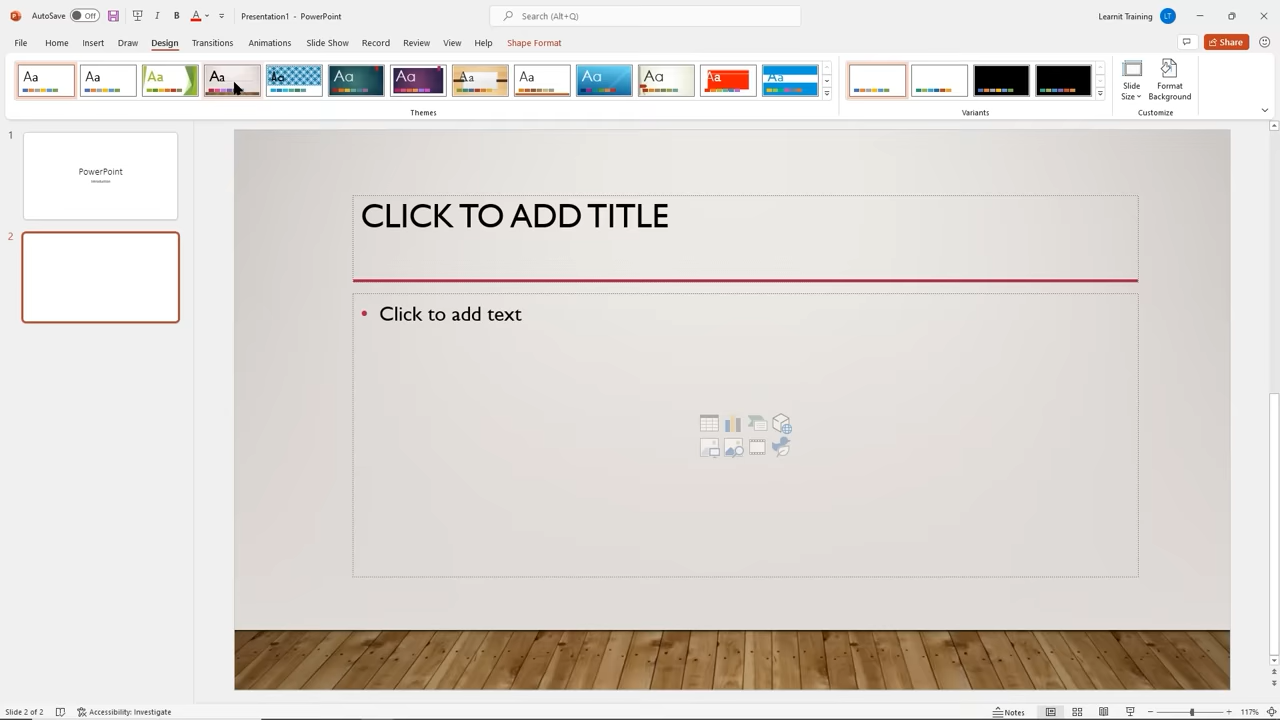 AutoSave Off Presentation1 - PowerPoint Search (Alt+Q) Learnit Training LT
File Home Insert Draw Design Transitions Animations Slide Show Record Review View Help Shape Format Share
Aa Aa Aa Aa Aa Aa Aa Aa Aa Aa Aa Aa Aa
Slide Size Format Background
Themes Variants Customize
1
PowerPoint
Introduction
2
CLICK TO ADD TITLE
• Click to add text
Slide 2 of 2 Accessibility: Investigate Notes 117%